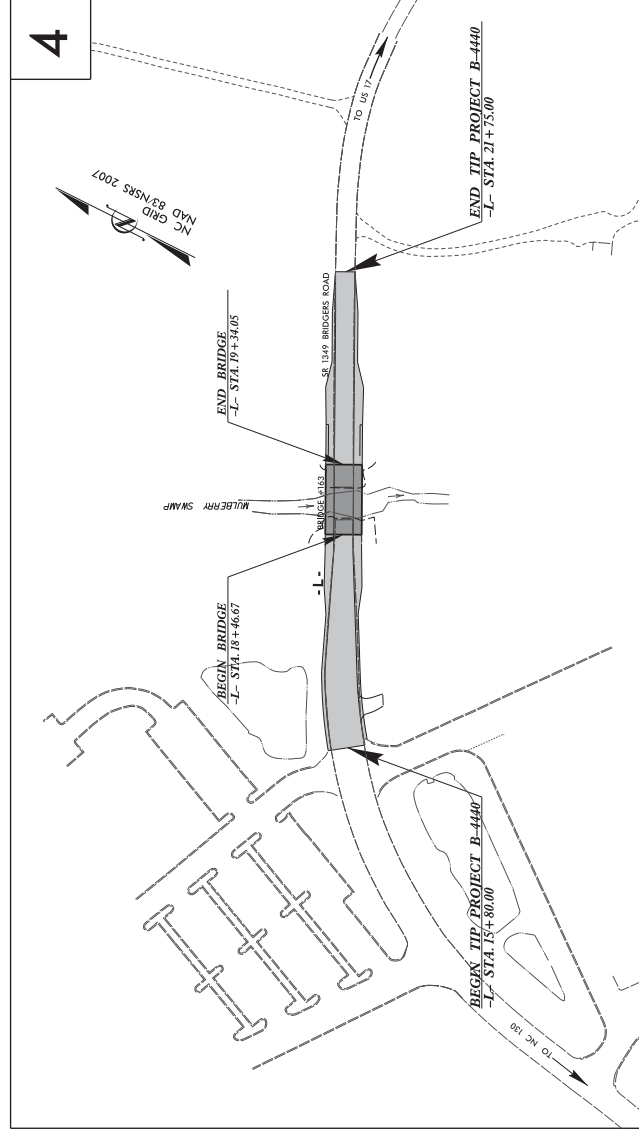 4
NC GRID
NAD 83/NSRS 2007
TO US 17
END TIP PROJECT B-4440
-L- STA. 21+75.00
SR 1349 BRIDGERS ROAD
END BRIDGE
-L- STA. 19+34.05
MULBERRY SWAMP
BRIDGE #163
-L-
BEGIN BRIDGE
-L- STA. 18+46.67
BEGIN TIP PROJECT B-4440
-L- STA. 15+80.00
TO NC 130